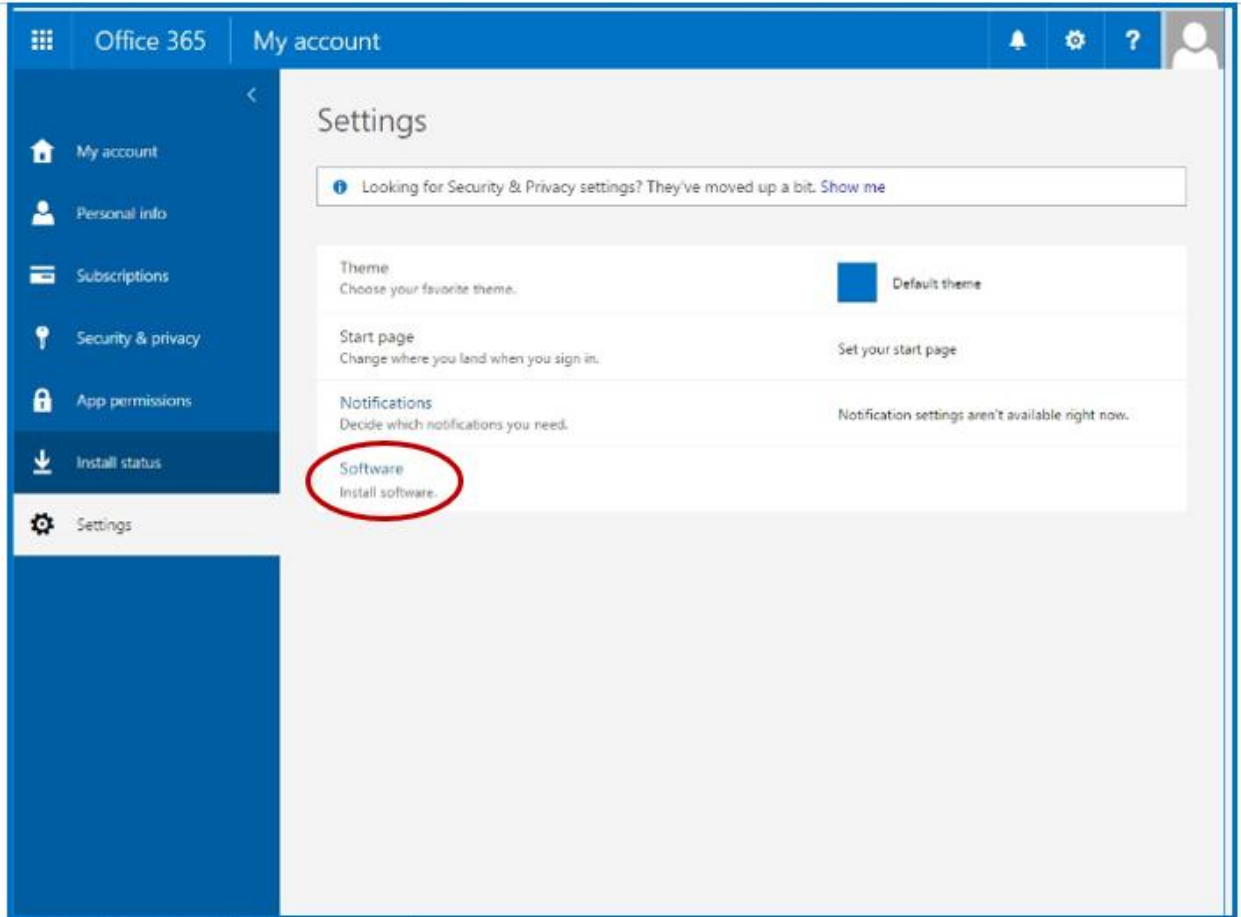 Office 365
My account
?
My account
Personal info
Subscriptions
Security & privacy
App permissions
Install status
Settings
Settings
Looking for Security & Privacy settings? They've moved up a bit. Show me
Theme
Choose your favorite theme.
Default theme
Start page
Change where you land when you sign in.
Set your start page
Notifications
Decide which notifications you need.
Notification settings aren't available right now.
Software
Install software.